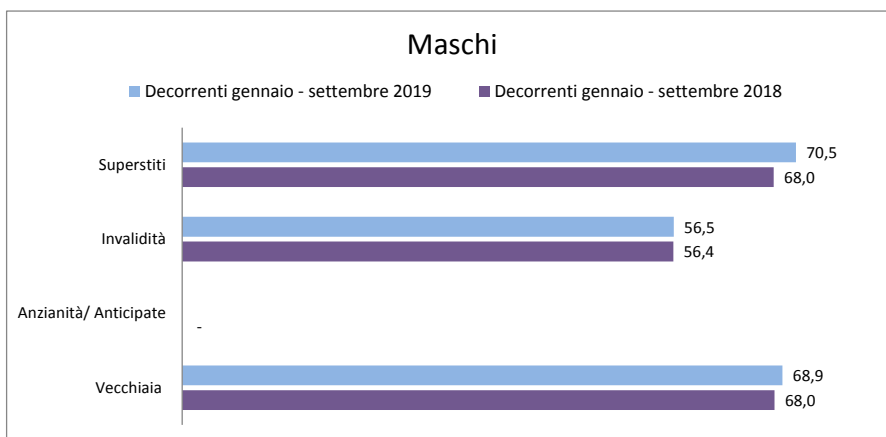 Maschi
Decorrenti gennaio - settembre 2019 Decorrenti gennaio - settembre 2018
Superstiti
70,5
68,0
Invalidità
56,5
56,4
Anzianità/ Anticipate
-
Vecchiaia
68,9
68,0